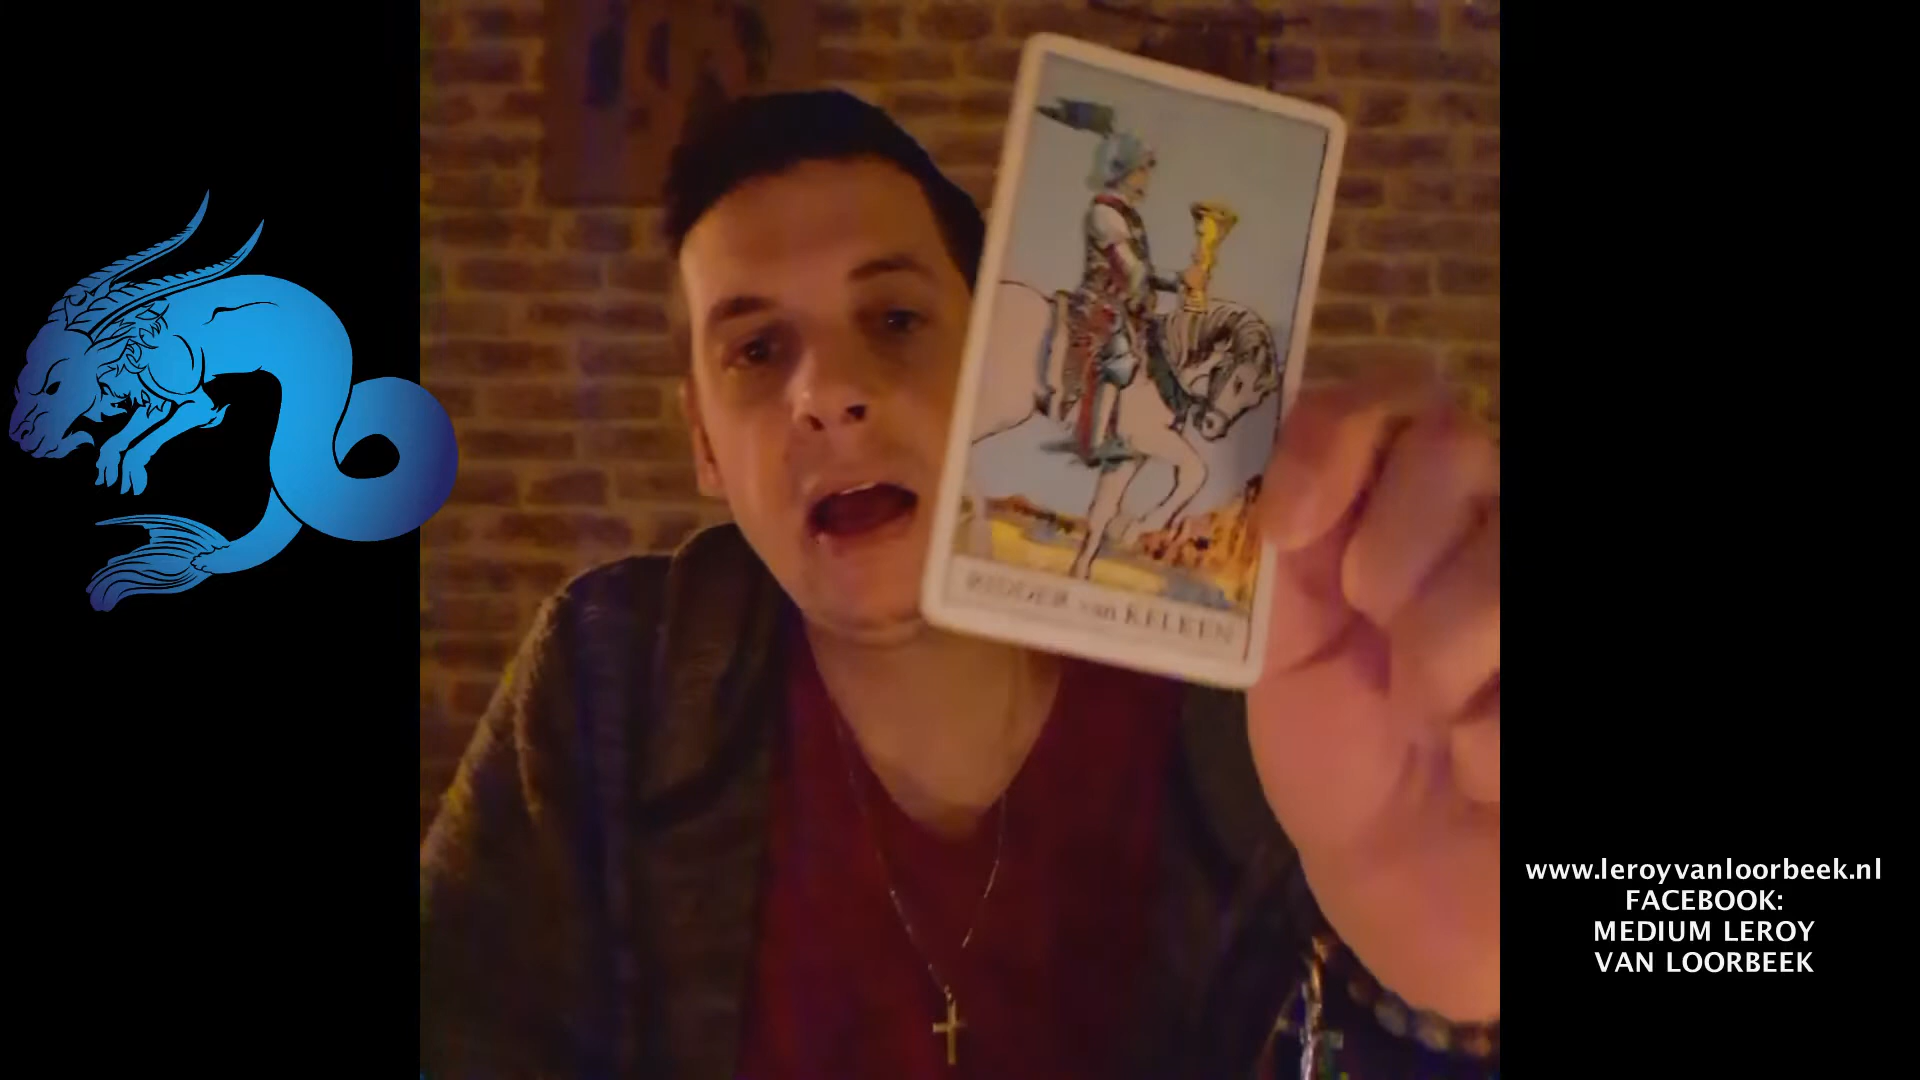 RIDDER van KELKEN
www.leroyvanloorbeek.nl
FACEBOOK:
MEDIUM LEROY
VAN LOORBEEK